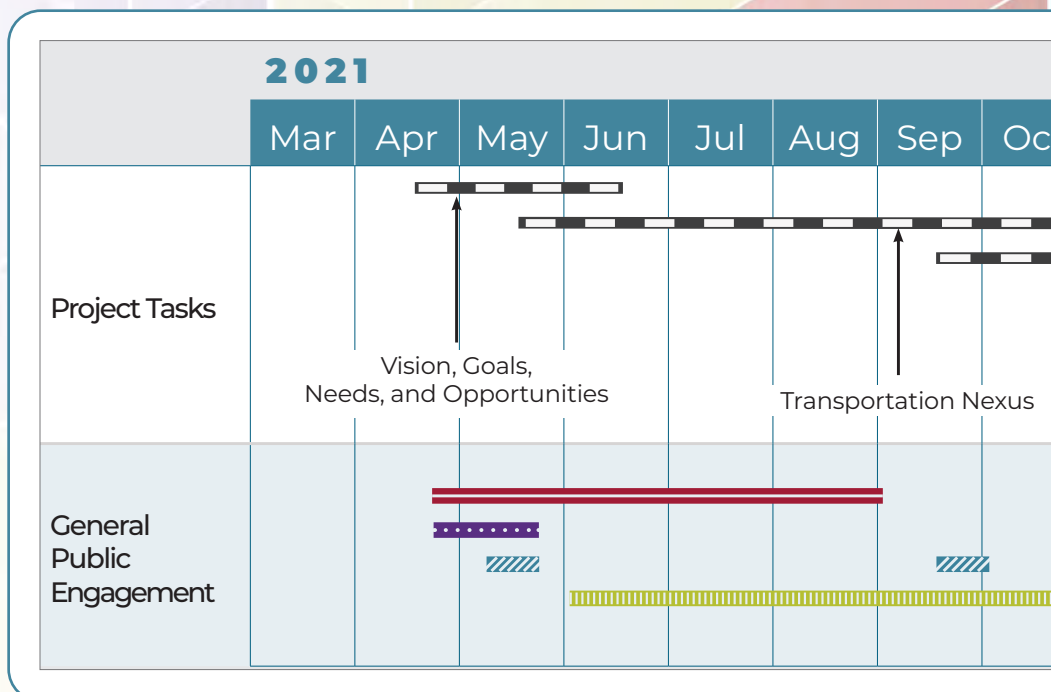 2021
Mar Apr May Jun Jul Aug Sep Oc
Project Tasks
Vision, Goals,
Needs, and Opportunities
Transportation Nexus
General
Public
Engagement